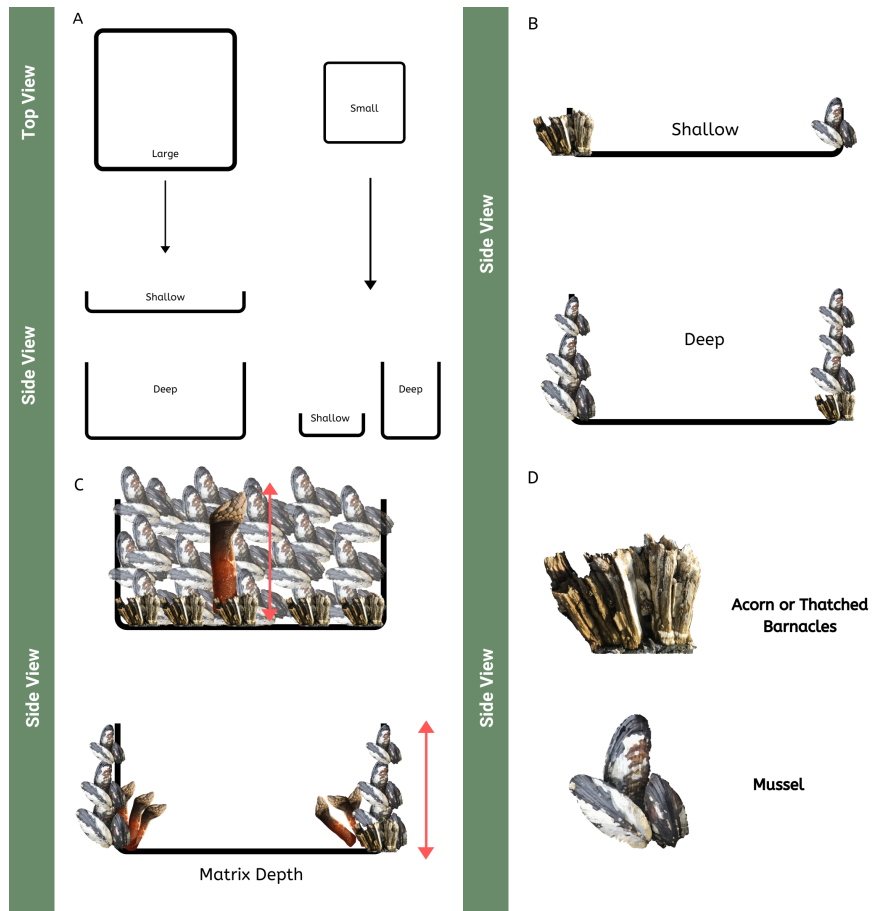 A
Top View
Large
Small
Side View
Shallow
Deep
Shallow
Deep
B
Side View
Shallow
Deep
C
Side View
Matrix Depth
D
Side View
Acorn or Thatched
Barnacles
Mussel